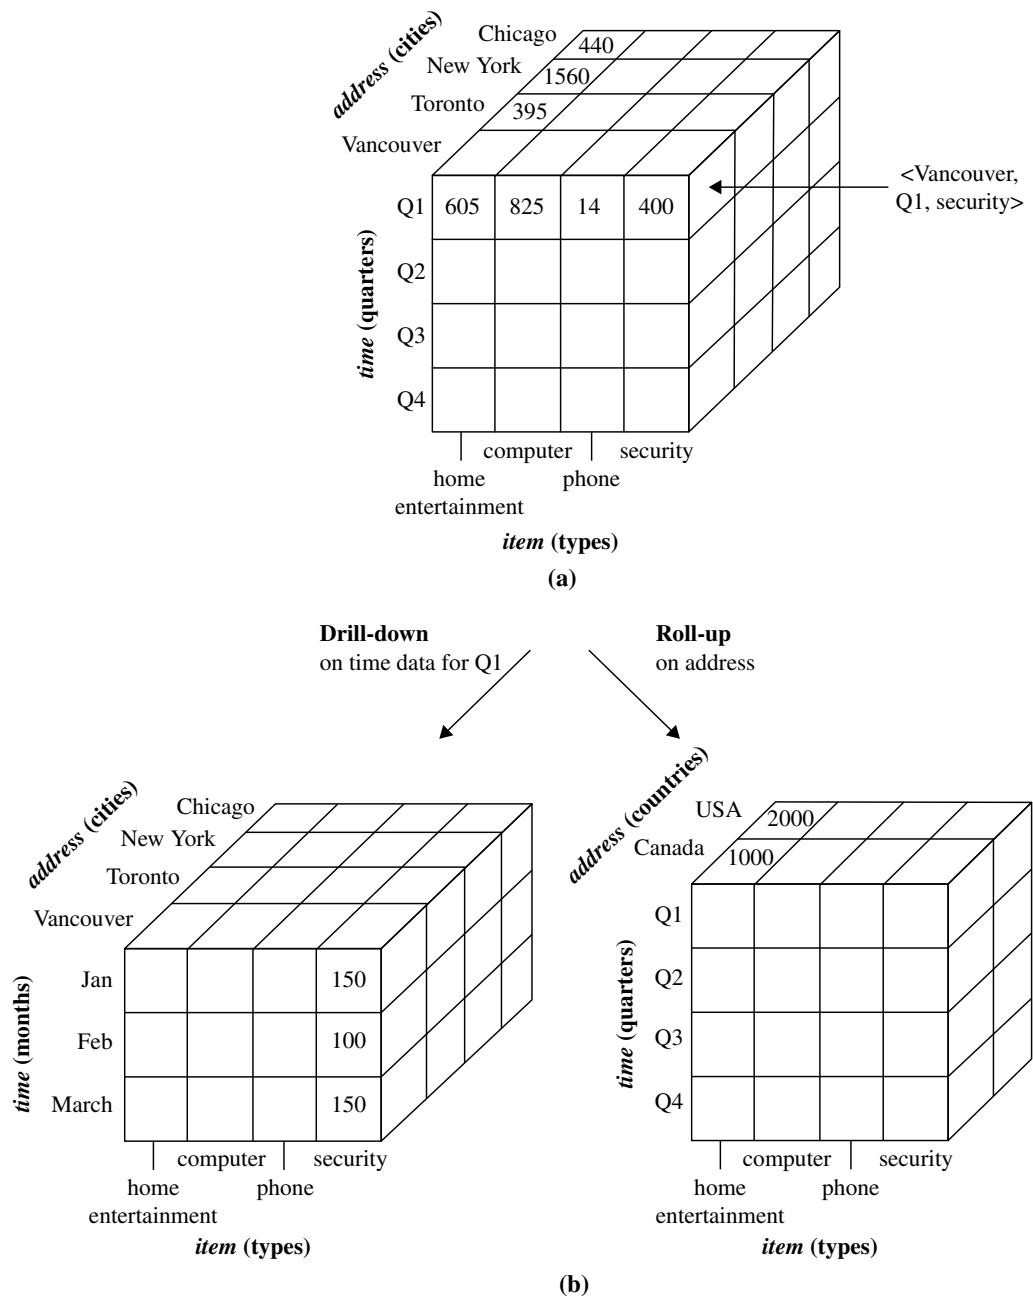 address (cities)
Chicago
440
New York
1560
Toronto
395
Vancouver
<Vancouver,
Q1, security>
Q1
605
825
14
400
Q2
Q3
Q4
time (quarters)
computer
security
home
entertainment
phone
item (types)
(a)
Drill-down
on time data for Q1
Roll-up
on address
address (cities)
Chicago
New York
Toronto
Vancouver
Jan
150
Feb
100
March
150
time (months)
computer
security
home
entertainment
phone
item (types)
address (countries)
USA
2000
Canada
1000
Q1
Q2
Q3
Q4
time (quarters)
computer
security
home
entertainment
phone
item (types)
(b)